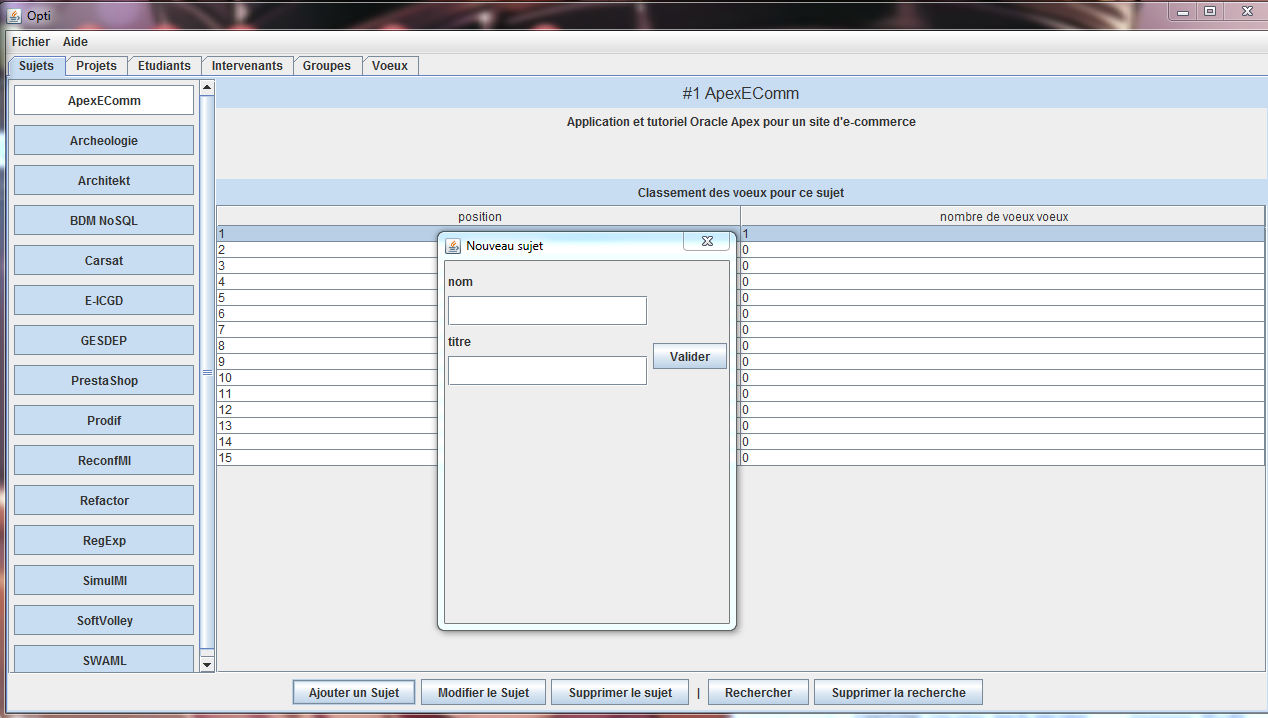 Opti
Fichier Aide
Sujets Projets Etudiants Intervenants Groupes Voeux
ApexEComm
Archeologie
Architekt
BDM NoSQL
Carsat
E-ICGD
GESDEP
PrestaShop
Prodif
ReconfMI
Refactor
RegExp
SimulMI
SoftVolley
SWAML
#1 ApexEComm
Application et tutoriel Oracle Apex pour un site d'e-commerce
Classement des voeux pour ce sujet
position nombre de voeux voeux
1 1
2 0
3 0
4 0
5 0
6 0
7 0
8 0
9 0
10 0
11 0
12 0
13 0
14 0
15 0
Nouveau sujet
nom
titre
Valider
Ajouter un Sujet Modifier le Sujet Supprimer le sujet | Rechercher Supprimer la recherche